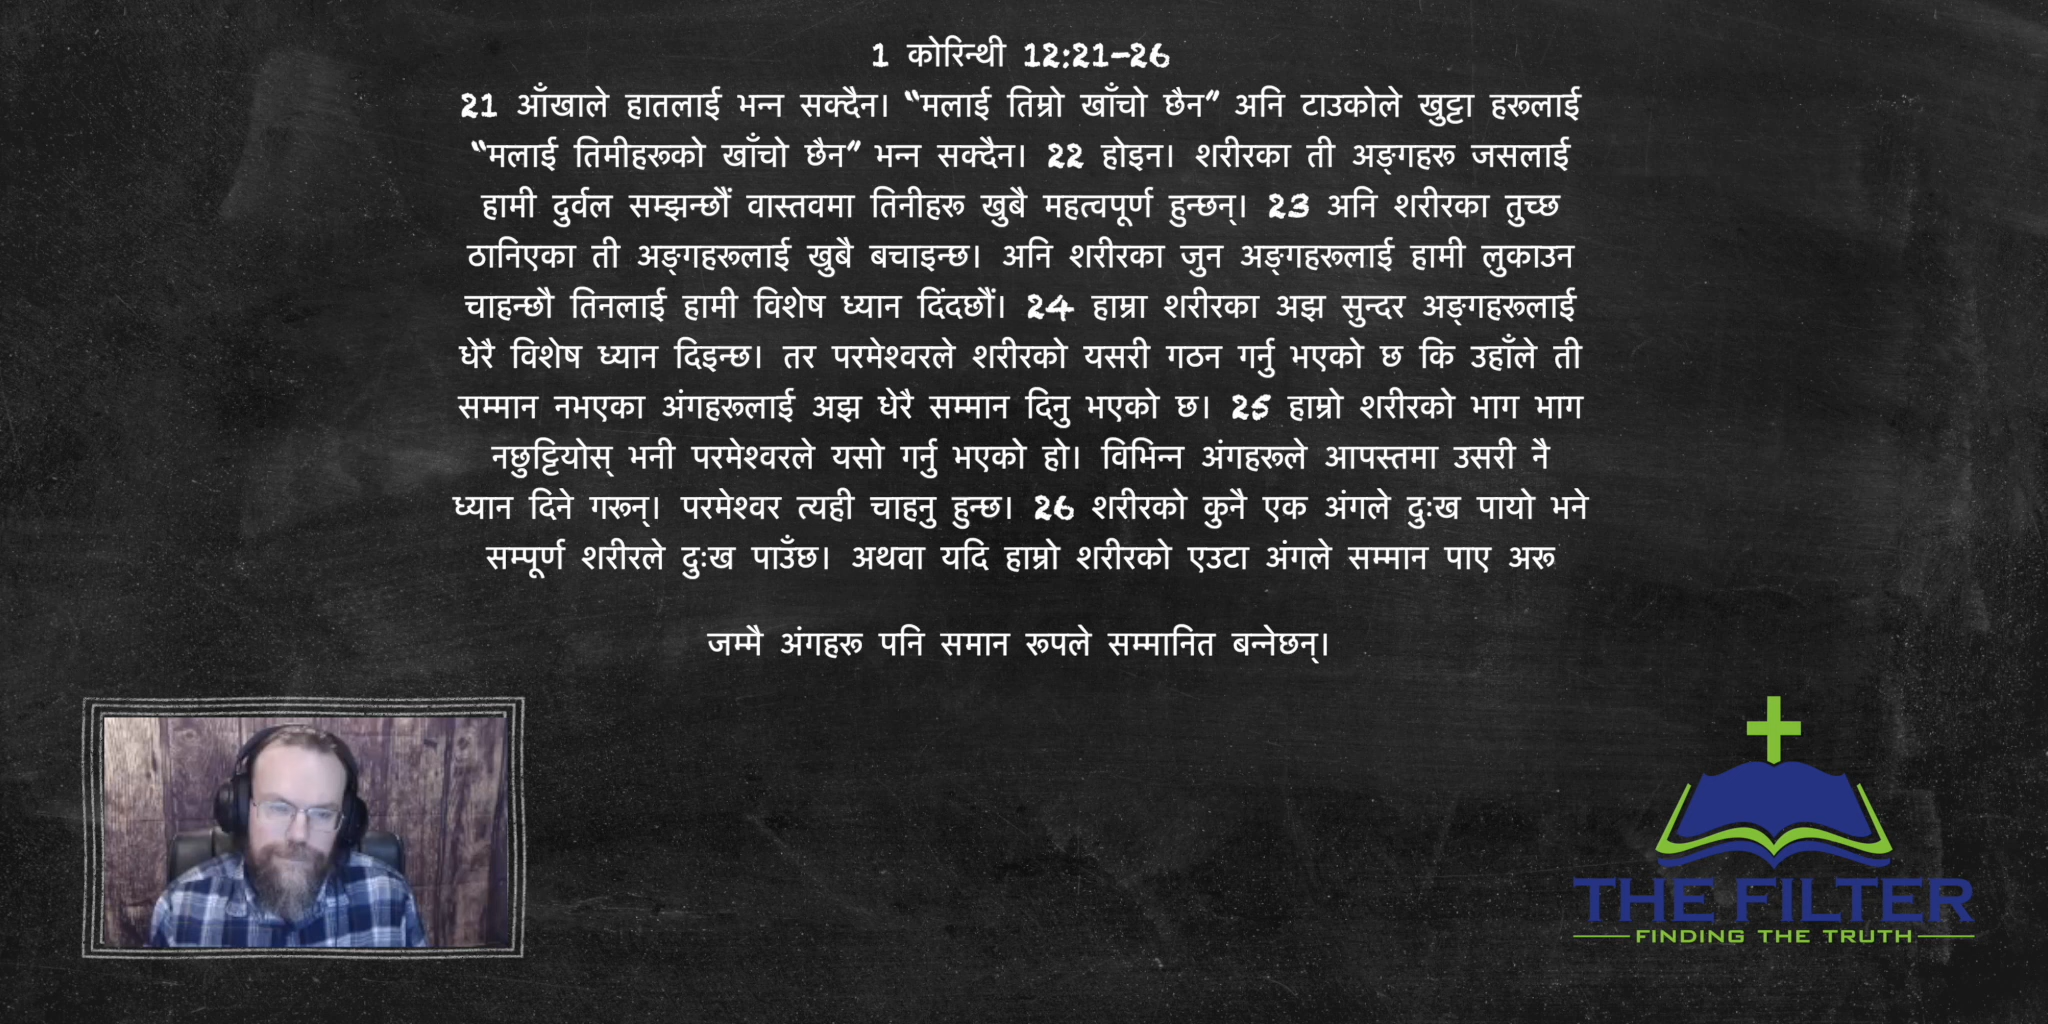 1 कोरिन्थी 12:21-26
21 आँखाले हातलाई भन्न सक्दैन। “मलाई तिम्रो खाँचो छैन” अनि टाउकोले खुट्टा हरूलाई
“मलाई तिमीहरूको खाँचो छैन” भन्न सक्दैन। 22 होइन। शरीरका ती अङ्गहरू जसलाई
हामी दुर्वल सम्झन्छौं वास्तवमा तिनीहरू खुबै महत्वपूर्ण हुन्छन्। 23 अनि शरीरका तुच्छ
ठानिएका ती अङ्गहरूलाई खुबै बचाइन्छ। अनि शरीरका जुन अङ्गहरूलाई हामी लुकाउन
चाहन्छौ तिनलाई हामी विशेष ध्यान दिंदछौं। 24 हाम्रा शरीरका अझ सुन्दर अङ्गहरूलाई
धेरै विशेष ध्यान दिइन्छ। तर परमेश्वरले शरीरको यसरी गठन गर्नु भएको छ कि उहाँले ती
सम्मान नभएका अंगहरूलाई अझ धेरै सम्मान दिनु भएको छ। 25 हाम्रो शरीरको भाग भाग
नछुट्टियोस् भनी परमेश्वरले यसो गर्नु भएको हो। विभिन्न अंगहरूले आपस्तमा उसरी नै
ध्यान दिने गरून्। परमेश्वर त्यही चाहनु हुन्छ। 26 शरीरको कुनै एक अंगले दुःख पायो भने
सम्पूर्ण शरीरले दुःख पाउँछ। अथवा यदि हाम्रो शरीरको एउटा अंगले सम्मान पाए अरू
जम्मै अंगहरू पनि समान रूपले सम्मानित बन्नेछन्।
THE FILTER
FINDING THE TRUTH